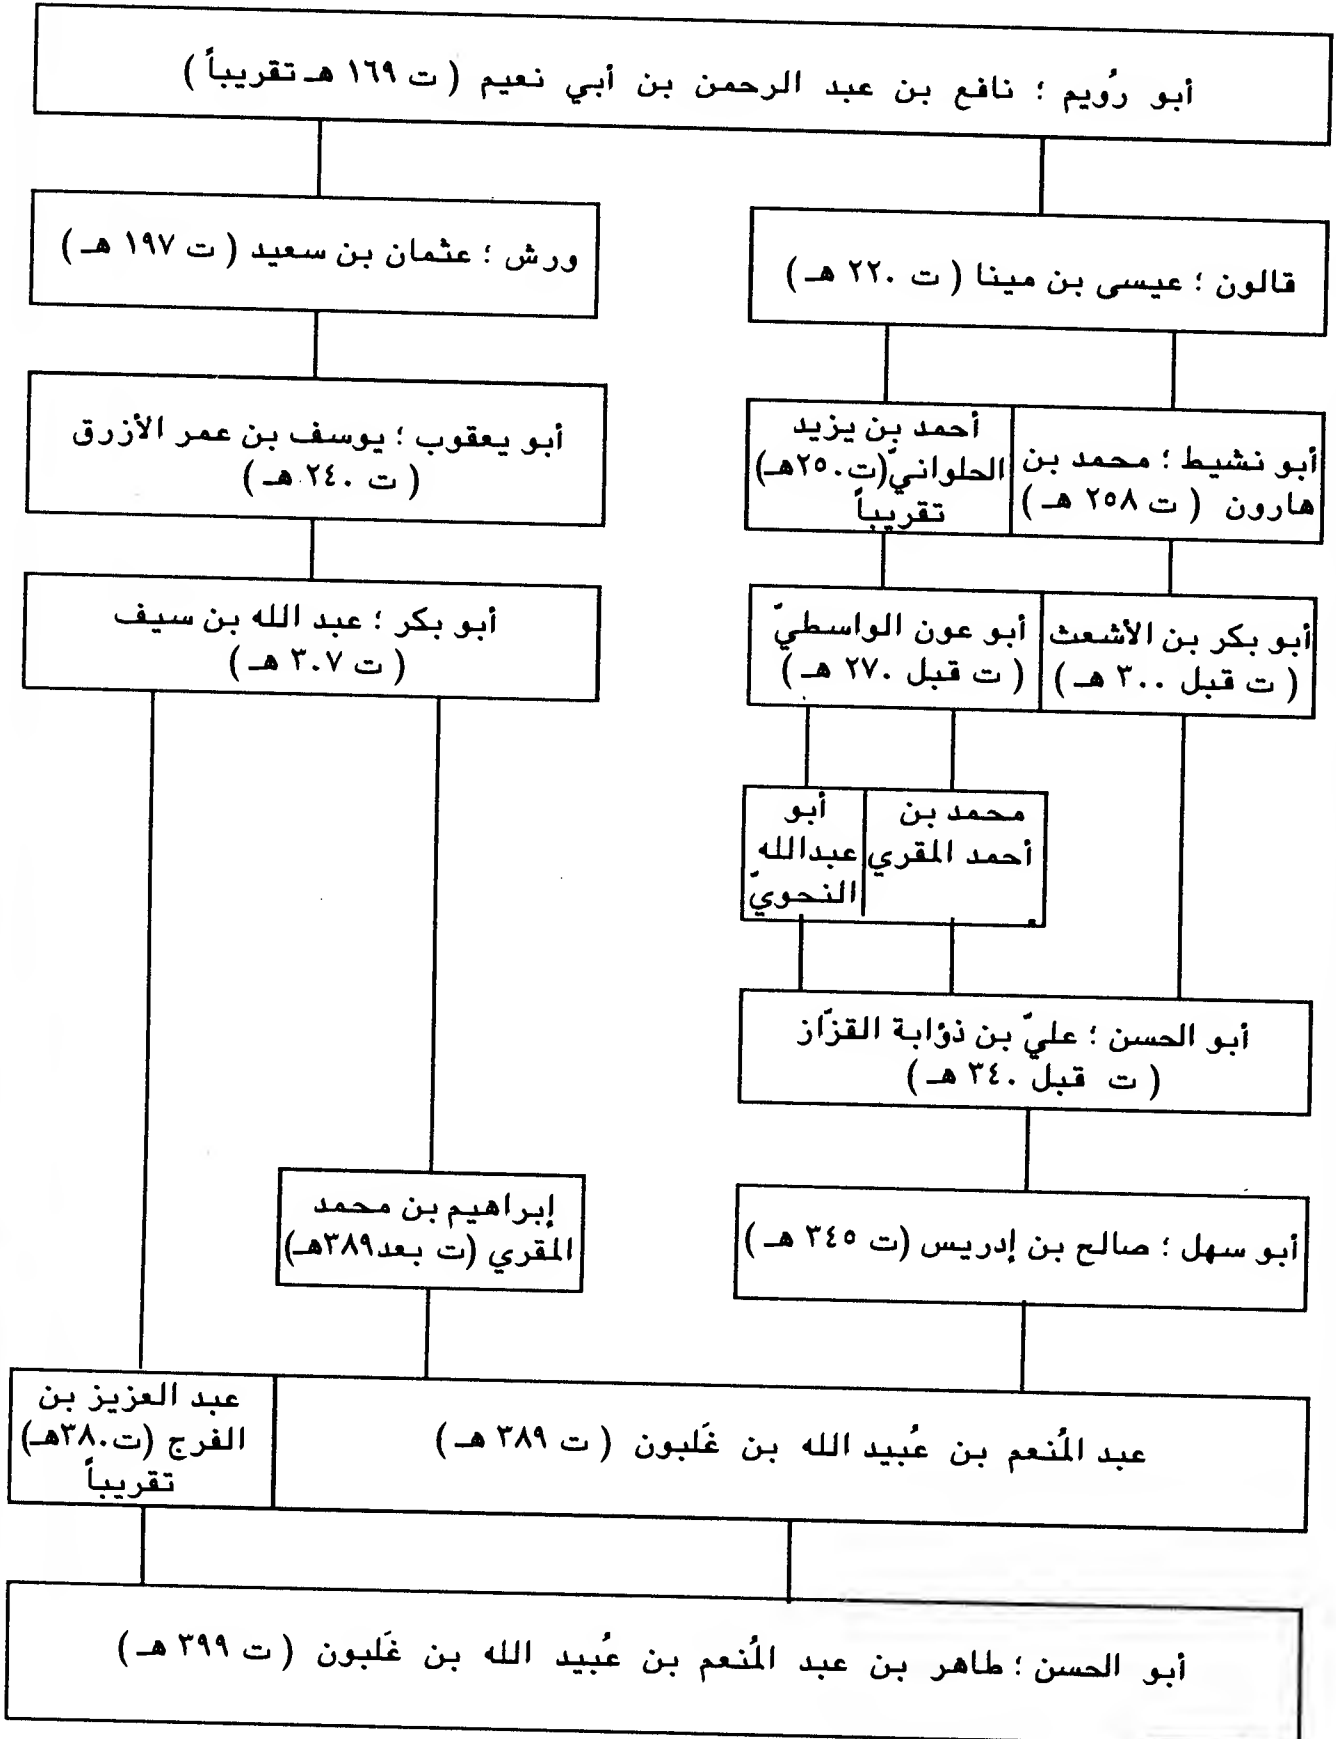 أبو رُويم ؛ نافع بن عبد الرحمن بن أبي نعيم ( ت ١٦٩ هـ تقريباً )
قالون ؛ عيسى بن مينا ( ت ٢٢٠ هـ )
ورش ؛ عثمان بن سعيد ( ت ١٩٧ هـ )
أبو نشيط ؛ محمد بن
هارون ( ت ٢٥٨ هـ )
أحمد بن يزيد
الحلوانيّ (ت ٢٥٠هـ)
تقريباً
أبو يعقوب ؛ يوسف بن عمر الأزرق
( ت ٢٤٠ هـ )
أبو بكر بن الأشعث
( ت قبل ٣٠٠ هـ )
أبو عون الواسطيّ
( ت قبل ٢٧٠ هـ )
أبو بكر ؛ عبد الله بن سيف
( ت ٣٠٧ هـ )
محمد بن
أحمد المقري
أبو
عبدالله
النحويّ
أبو الحسن ؛ عليّ بن ذؤابة القزّاز
( ت قبل ٣٤٠ هـ )
أبو سهل ؛ صالح بن إدريس (ت ٣٤٥ هـ )
إبراهيم بن محمد
المقري (ت بعد٣٨٩هـ)
عبد المُنعم بن عُبيد الله بن غَلبون ( ت ٣٨٩ هـ )
عبد العزيز بن
الفرج (ت ٣٨٠هـ)
تقريباً
أبو الحسن ؛ طاهر بن عبد المُنعم بن عُبيد الله بن غَلبون ( ت ٣٩٩ هـ )